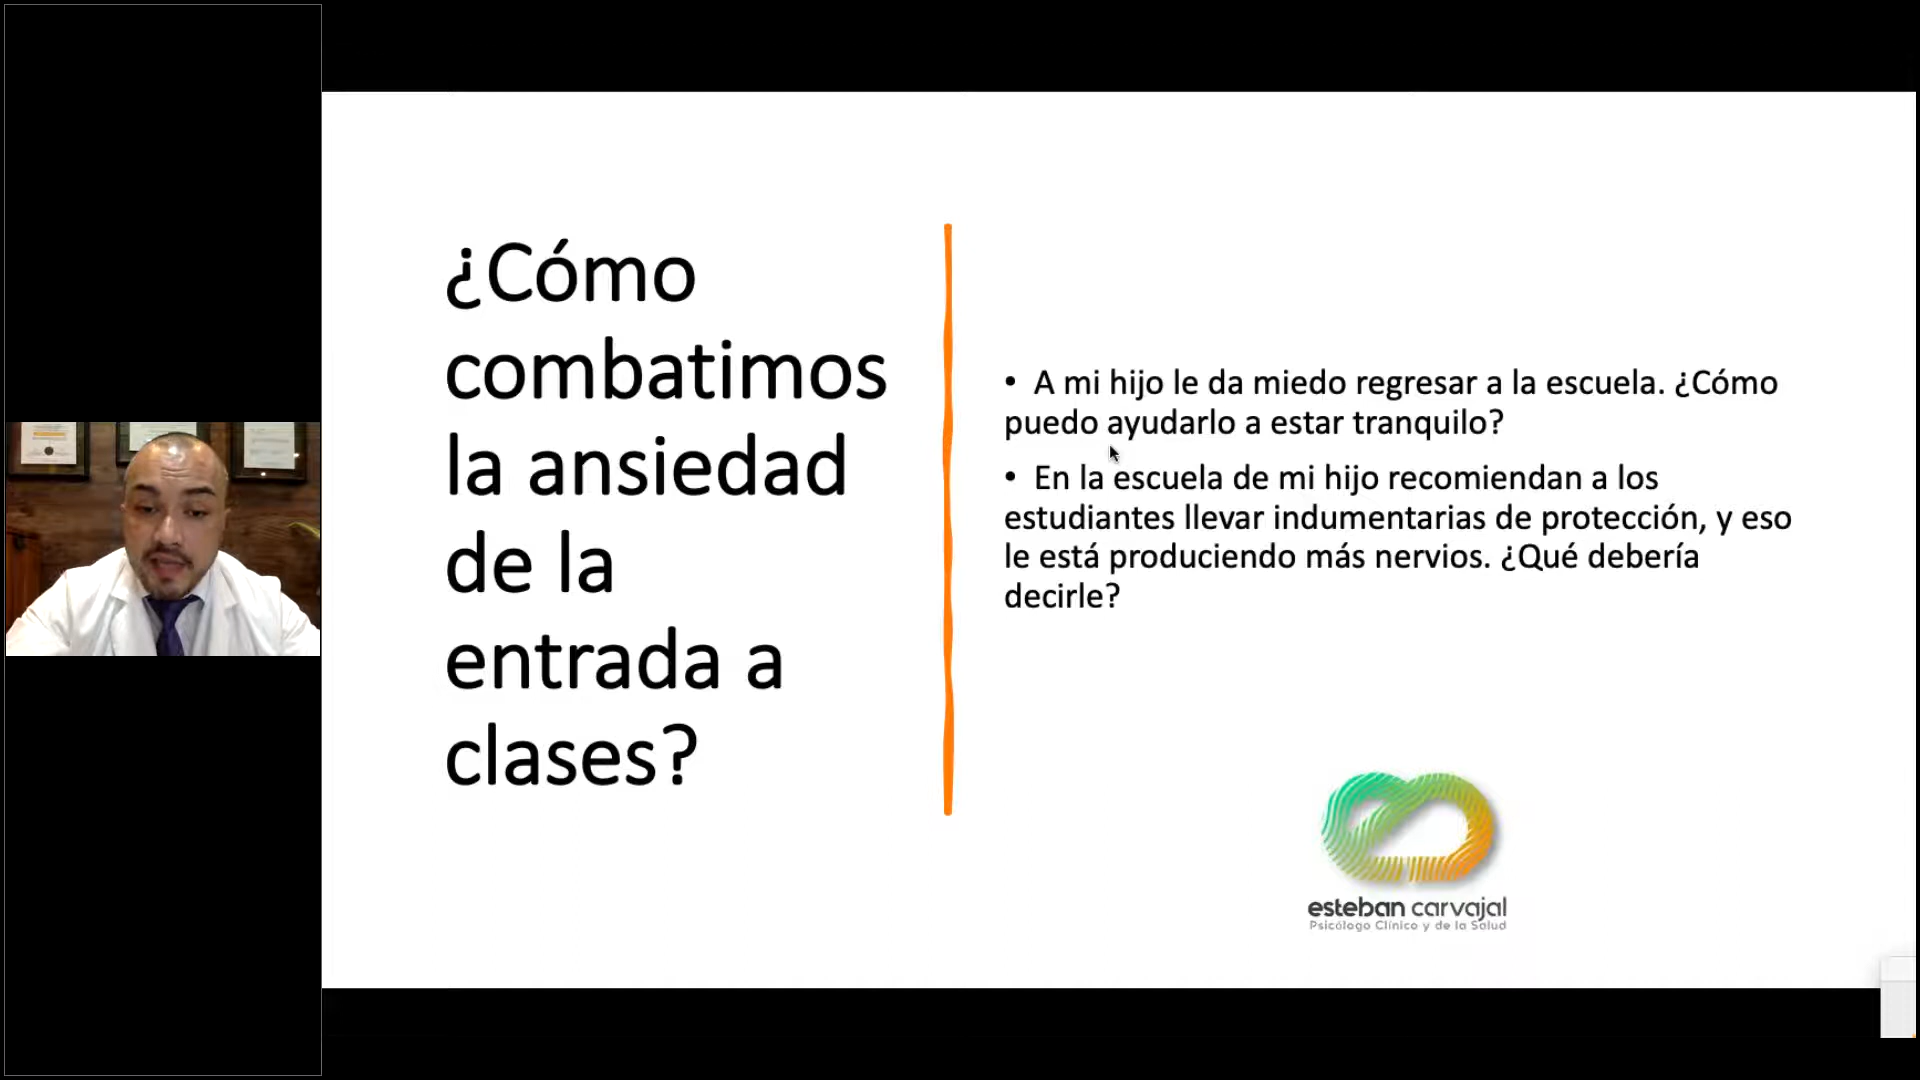 ¿Cómo
combatimos
la ansiedad
de la
entrada a
clases?
• A mi hijo le da miedo regresar a la escuela. ¿Cómo
puedo ayudarlo a estar tranquilo?
• En la escuela de mi hijo recomiendan a los
estudiantes llevar indumentarias de protección, y eso
le está produciendo más nervios. ¿Qué debería
decirle?
esteban carvajal
Psicólogo Clínico y de la Salud